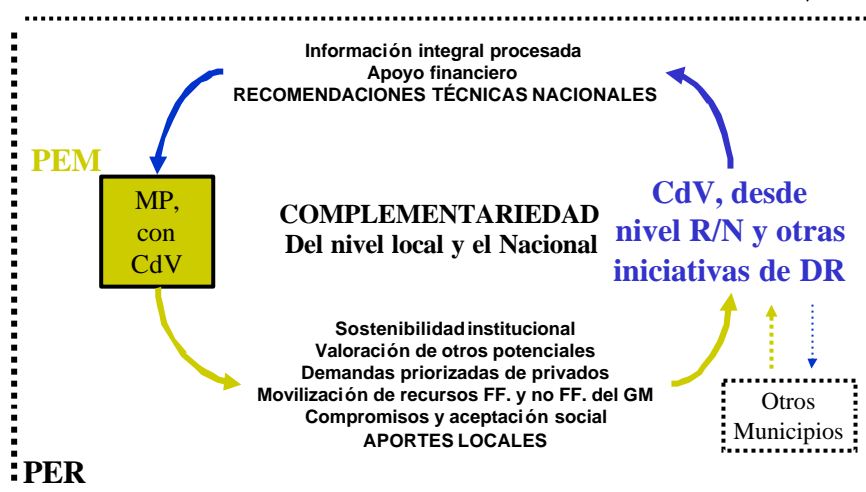 Información integral procesada
Apoyo financiero
RECOMENDACIONES TÉCNICAS NACIONALES
PEM
MP,
con
CdV
COMPLEMENTARIEDAD
Del nivel local y el Nacional
CdV, desde
nivel R/N y otras
iniciativas de DR
Sostenibilidad institucional
Valoración de otros potenciales
Demandas priorizadas de privados
Movilización de recursos FF. y no FF. del GM
Compromisos y aceptación social
APORTES LOCALES
Otros
Municipios
PER